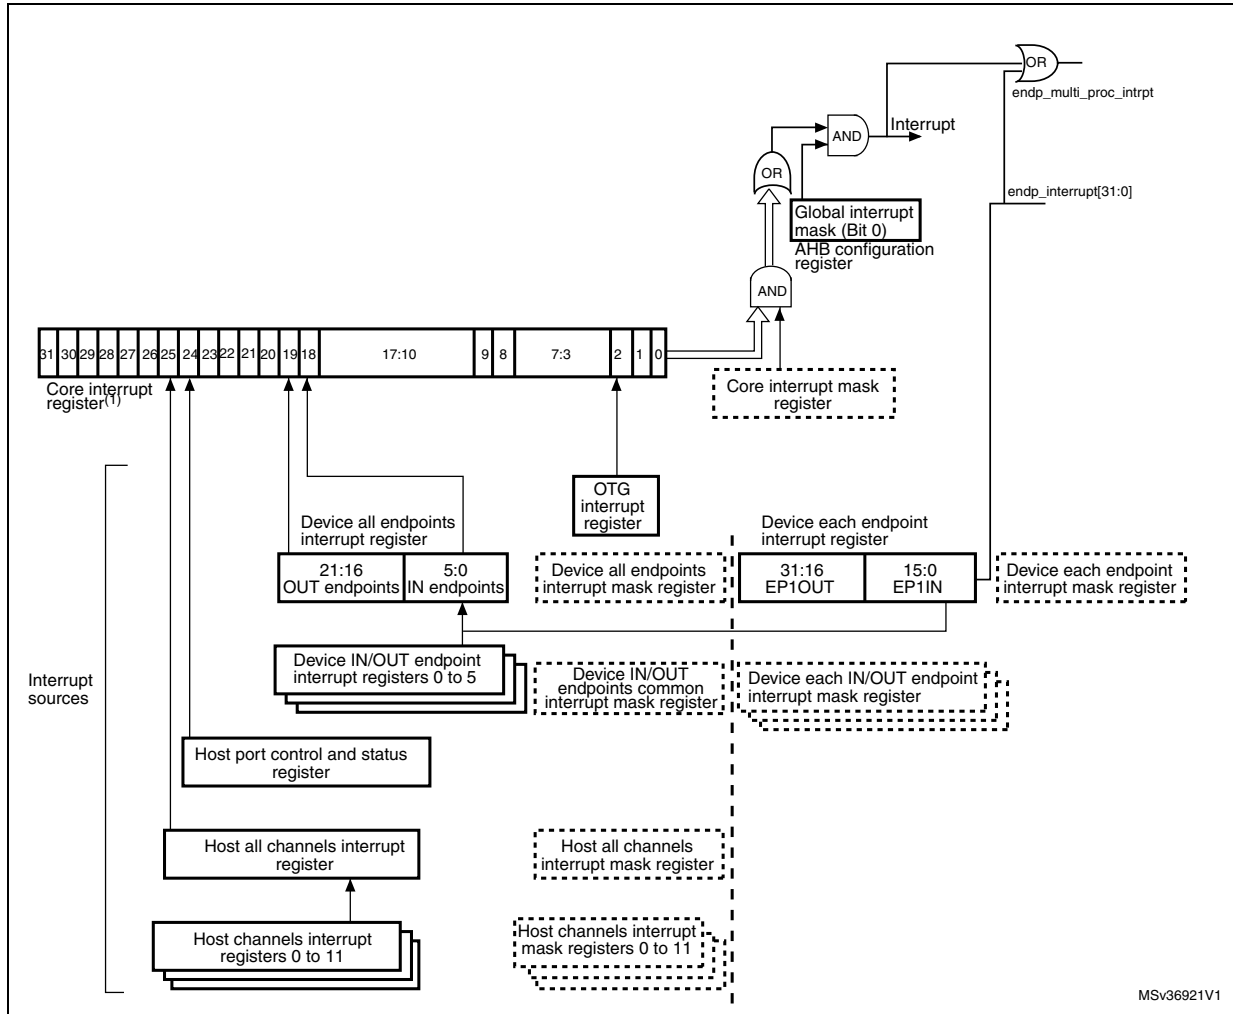 OR
endp_multi_proc_intrpt
Interrupt
AND
OR
endp_interrupt[31:0]
Global interrupt
mask (Bit 0)
AHB configuration
register
AND
31 30 29 28 27 26 25 24 23 22 21 20 19 18 17:10 9 8 7:3 2 1 0
Core interrupt
register(1)
Core interrupt mask
register
OTG
interrupt
register
Device all endpoints
interrupt register
Device each endpoint
interrupt register
21:16
OUT endpoints
5:0
IN endpoints
Device all endpoints
interrupt mask register
31:16
EP1OUT
15:0
EP1IN
Device each endpoint
interrupt mask register
Interrupt
sources
Device IN/OUT endpoint
interrupt registers 0 to 5
Device IN/OUT
endpoints common
interrupt mask register
Device each IN/OUT endpoint
interrupt mask register
Host port control and status
register
Host all channels interrupt
register
Host all channels
interrupt mask register
Host channels interrupt
registers 0 to 11
Host channels interrupt
mask registers 0 to 11
MSv36921V1